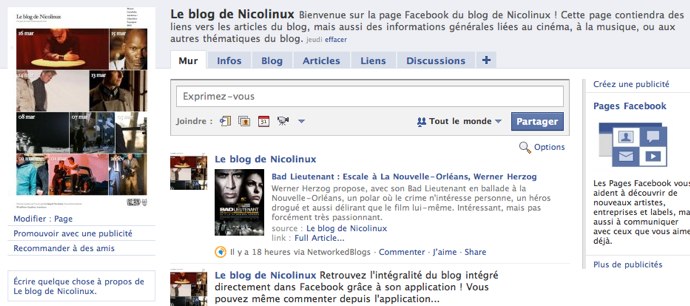 Le blog de Nicolinux Bienvenue sur la page Facebook du blog de Nicolinux ! Cette page contiendra des
liens vers les articles du blog, mais aussi des informations générales liées au cinéma, à la musique, ou aux
autres thématiques du blog. jeudi effacer
Mur Infos Blog Articles Liens Discussions +
Le blog de Nicolinux
16 mar
15 mar
14 mar
Modifier : Page
Promouvoir avec une publicité
Recommander à des amis
Écrire quelque chose à propos de
Le blog de Nicolinux.
Exprimez-vous
Joindre : 31 Tout le monde Partager
Options
Le blog de Nicolinux
BAD LIEUTENANT
Bad Lieutenant : Escale à La Nouvelle-Orléans, Werner Herzog
Werner Herzog propose, avec son Bad Lieutenant en ballade à la
Nouvelle-Orléans, un polar où le crime n'intéresse personne, un héros
drogué et aussi délirant que le film lui-même. Intéressant, mais pas
forcément très passionnant.
source : Le blog de Nicolinux
link : Full Article...
Il y a 18 heures via NetworkedBlogs · Commenter · J'aime · Share
Le blog de Nicolinux Retrouvez l'intégralité du blog intégré
directement dans Facebook grâce à son application ! Vous
pouvez même commenter depuis l'application...
Créez une publicité
Pages Facebook
Les Pages Facebook vous
aident à découvrir de
nouveaux artistes,
entreprises et labels, ma
aussi à communiquer
avec ceux que vous aime
déjà.
Plus de publicités